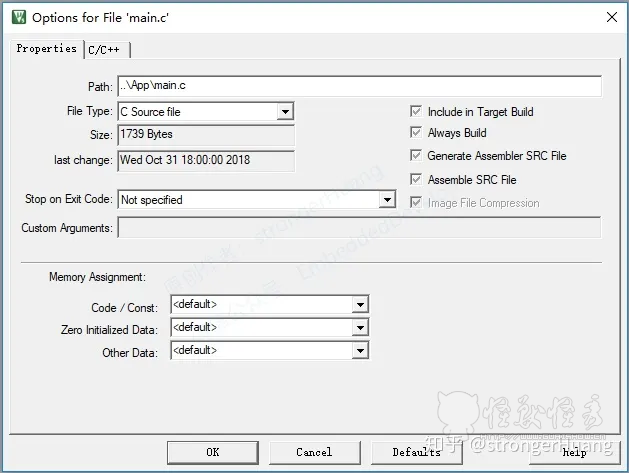 Options for File 'main.c'
Properties C/C++
Path: ..\App\main.c
File Type: C Source file
Include in Target Build
Size: 1739 Bytes
Always Build
last change: Wed Oct 31 18:00:00 2018
Generate Assembler SRC File
Assemble SRC File
Stop on Exit Code: Not specified
Image File Compression
Custom Arguments:
Memory Assignment:
Code / Const: <default>
Zero Initialized Data: <default>
Other Data: <default>
知乎 @strongerHuang
OK Cancel Defaults Help